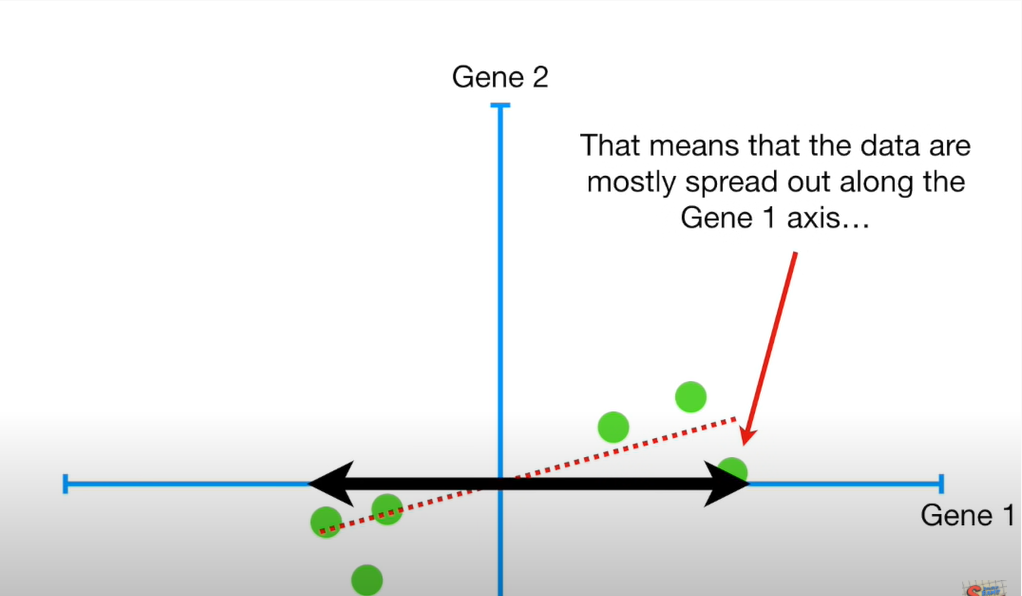 Gene 2
That means that the data are
mostly spread out along the
Gene 1 axis…
Gene 1